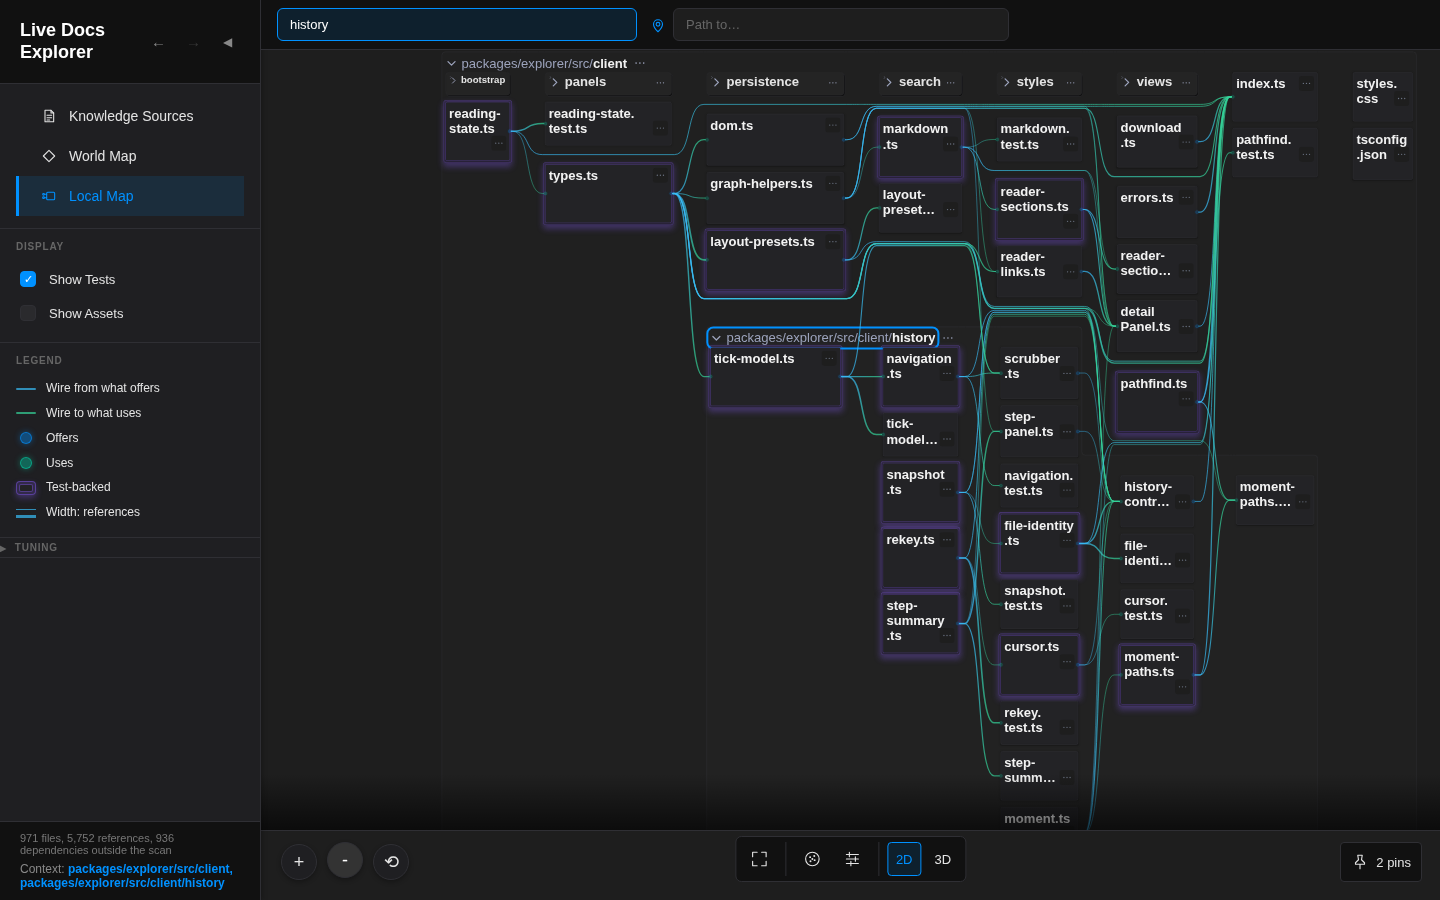 Live Docs
Explorer
Knowledge Sources
World Map
Local Map
DISPLAY
Show Tests
Show Assets
LEGEND
Wire from what offers
Wire to what uses
Offers
Uses
Test-backed
Width: references
TUNING
971 files, 5,752 references, 936
dependencies outside the scan
Context: packages/explorer/src/client,
packages/explorer/src/client/history
history
Path to…
packages/explorer/src/client ...
bootstrap
panels
persistence
search
styles
views
index.ts
styles.
css
reading-
state.ts
reading-state.
test.ts
types.ts
dom.ts
graph-helpers.ts
layout-presets.ts
markdown
.ts
layout-
preset…
markdown.
test.ts
reader-
sections.ts
reader-
links.ts
download
.ts
errors.ts
reader-
sectio…
detail
Panel.ts
pathfind.ts
pathfind.
test.ts
tsconfig
.json
packages/explorer/src/client/history ...
tick-model.ts
navigation
.ts
tick-
model…
snapshot
.ts
rekey.ts
step-
summary
.ts
scrubber
.ts
step-
panel.ts
navigation.
test.ts
file-identity
.ts
snapshot.
test.ts
cursor.ts
rekey.
test.ts
step-
summ…
moment.ts
history-
contr…
file-
identi…
cursor.
test.ts
moment-
paths.ts
moment-
paths.…
+
-
2D
3D
2 pins